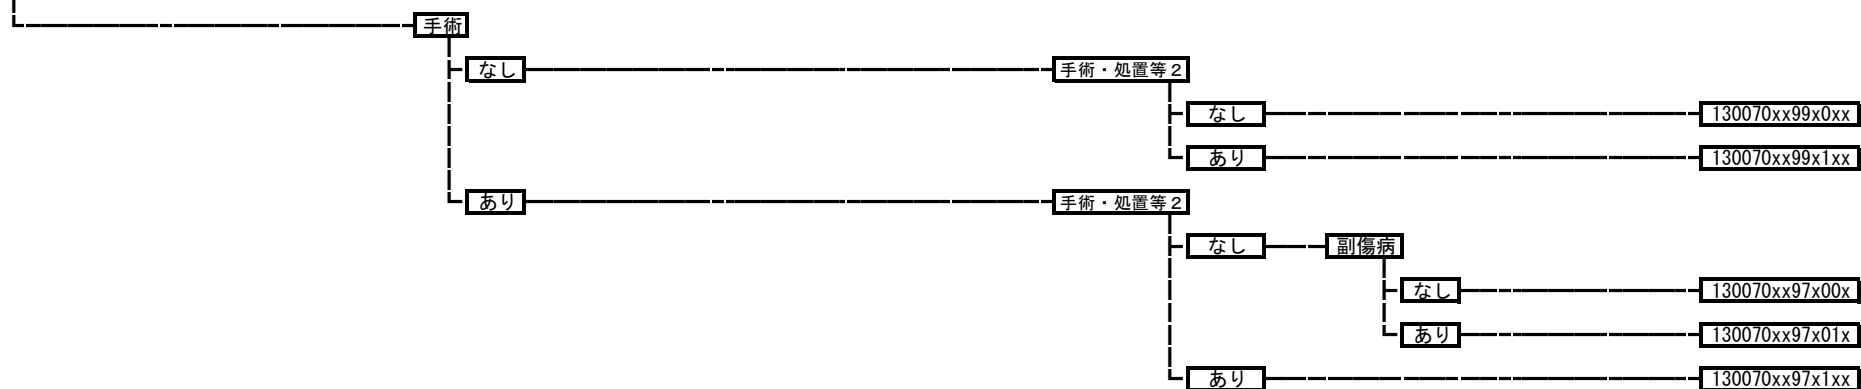 手術
なし 手術・処置等２
なし 130070xx99x0xx
あり 130070xx99x1xx
あり 手術・処置等２
なし 副傷病
なし 130070xx97x00x
あり 130070xx97x01x
あり 130070xx97x1xx